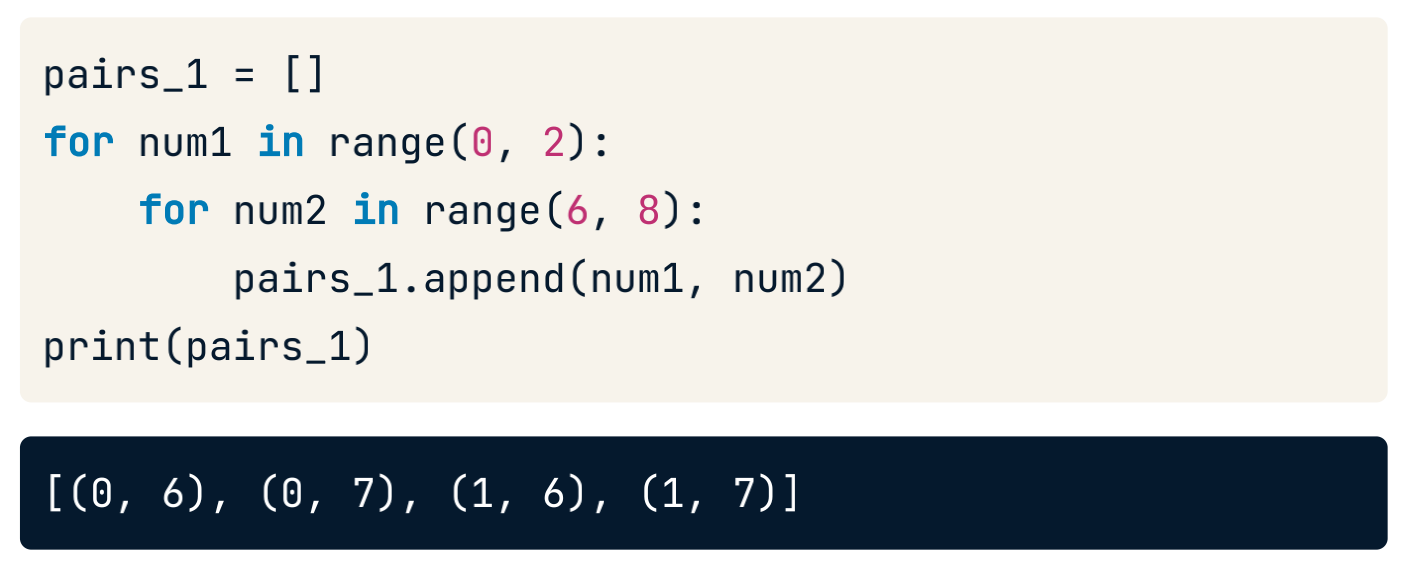 pairs_1 = []
for num1 in range(0, 2):
    for num2 in range(6, 8):
        pairs_1.append(num1, num2)
print(pairs_1)
[(0, 6), (0, 7), (1, 6), (1, 7)]